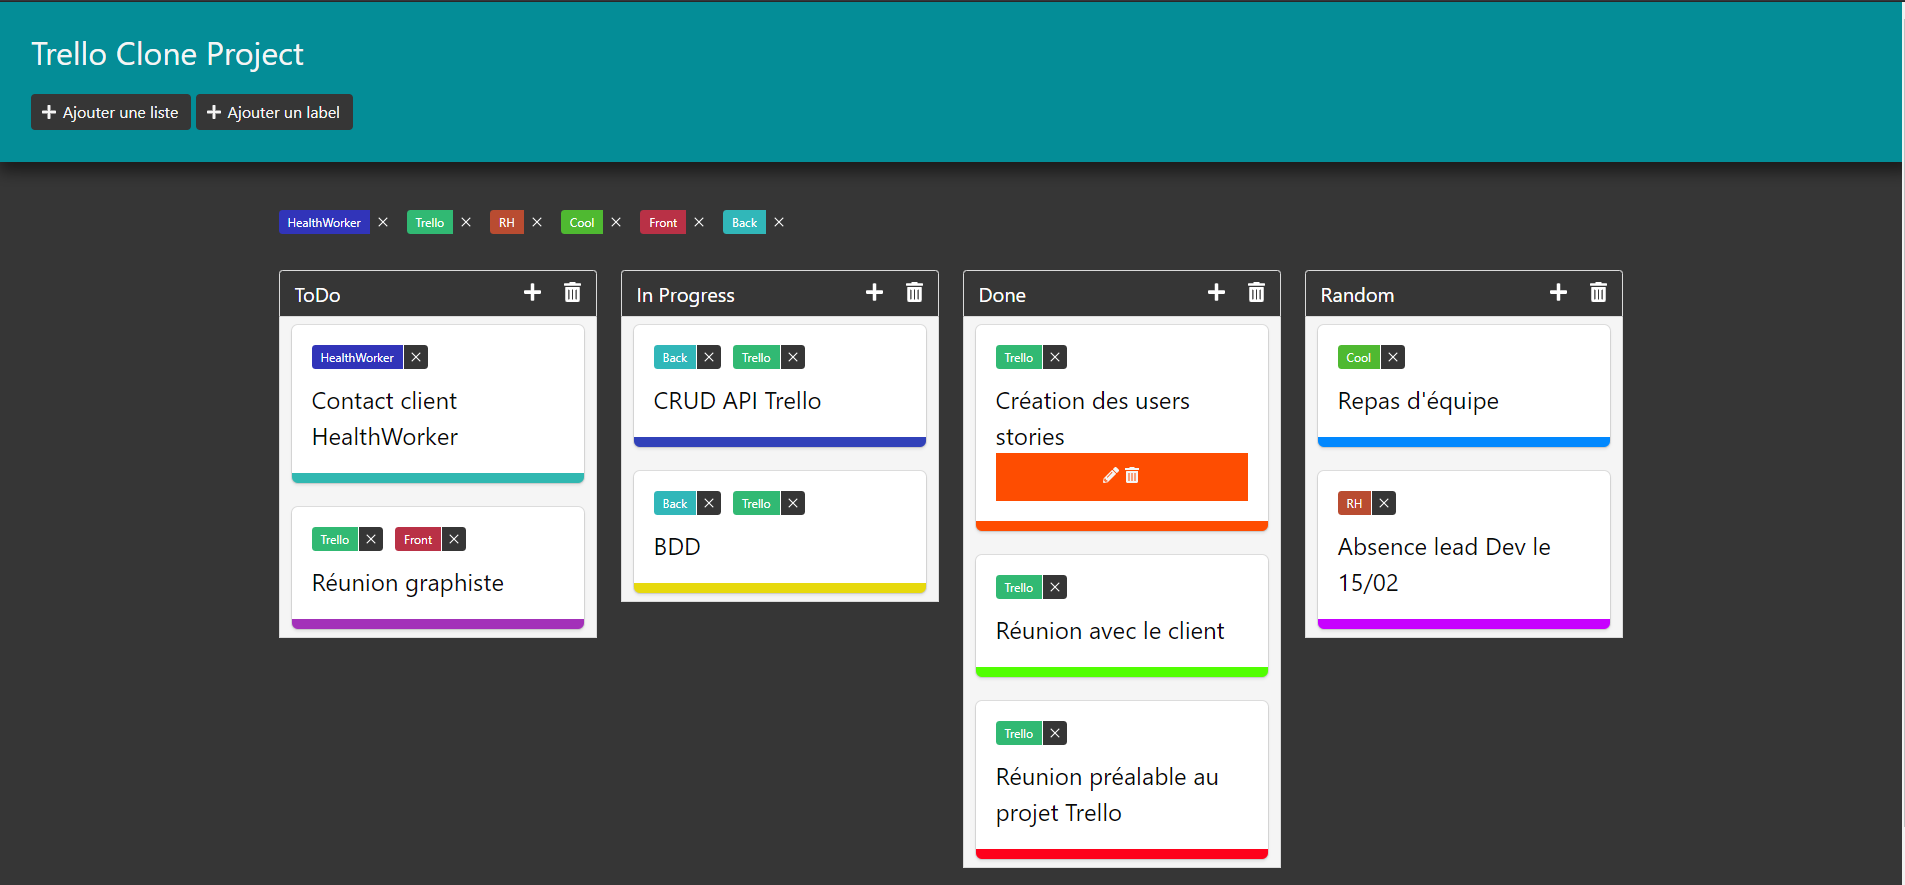 Trello Clone Project
Ajouter une liste
Ajouter un label
HealthWorker
Trello
RH
Cool
Front
Back
ToDo
HealthWorker
Contact client
HealthWorker
Trello
Front
Réunion graphiste
In Progress
Back
Trello
CRUD API Trello
Back
Trello
BDD
Done
Trello
Création des users
stories
Trello
Réunion avec le client
Trello
Réunion préalable au
projet Trello
Random
Cool
Repas d'équipe
RH
Absence lead Dev le
15/02